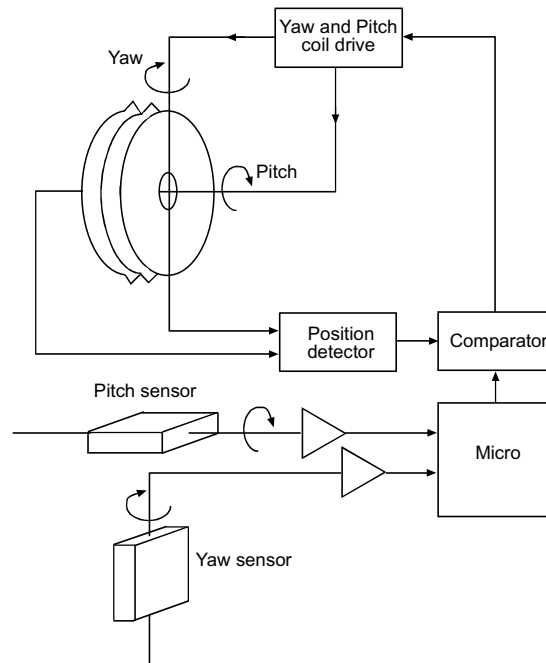 Yaw and Pitch
coil drive
Yaw
Pitch
Position
detector
Comparator
Pitch sensor
Micro
Yaw sensor